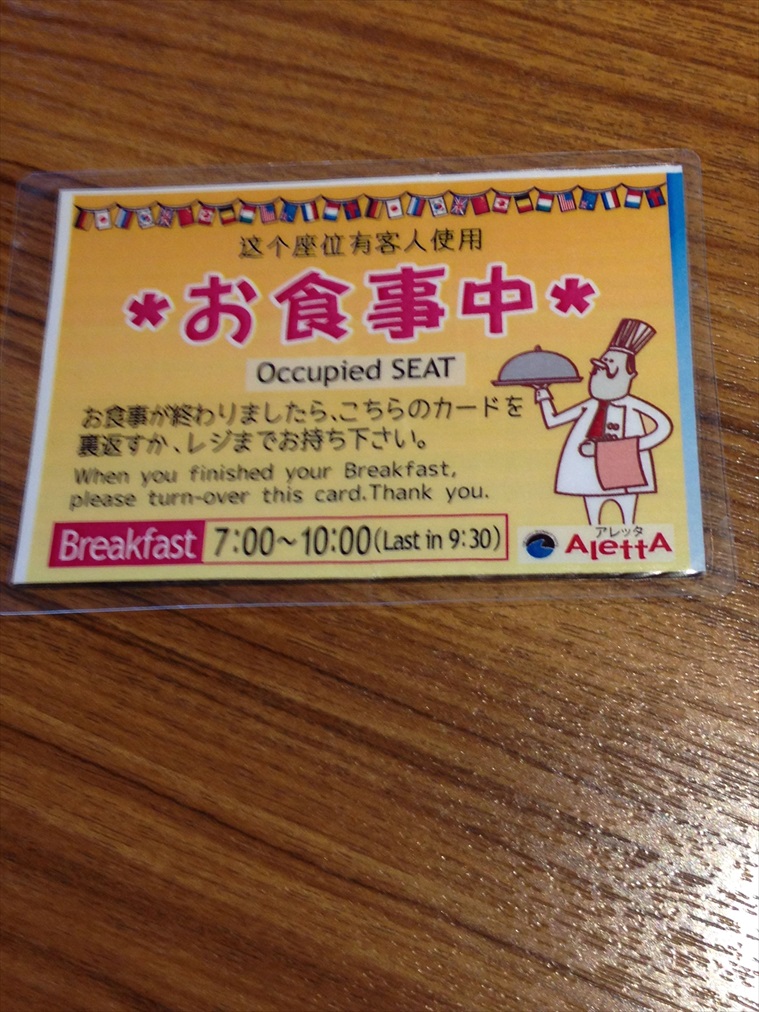 这个座位有客人使用
*お食事中*
Occupied SEAT
お食事が終わりましたら、こちらのカードを
裏返すか、レジまでお持ち下さい。
When you finished your Breakfast,
please turn-over this card.Thank you.
Breakfast 7:00～10:00(Last in 9:30)
アレッタ
AlettA